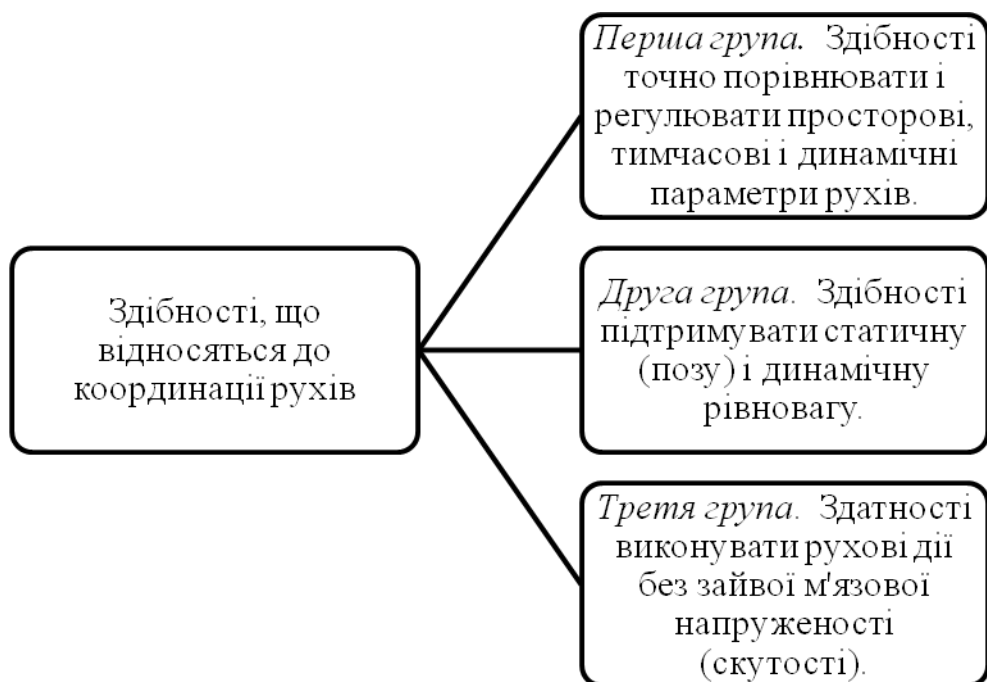 Здібності, що
відносяться до
координації рухів
Перша група. Здібності
точно порівнювати і
регулювати просторові,
тимчасові і динамічні
параметри рухів.
Друга група. Здібності
підтримувати статичну
(позу) і динамічну
рівновагу.
Третя група. Здатності
виконувати рухові дії
без зайвої м'язової
напруженості
(скутості).